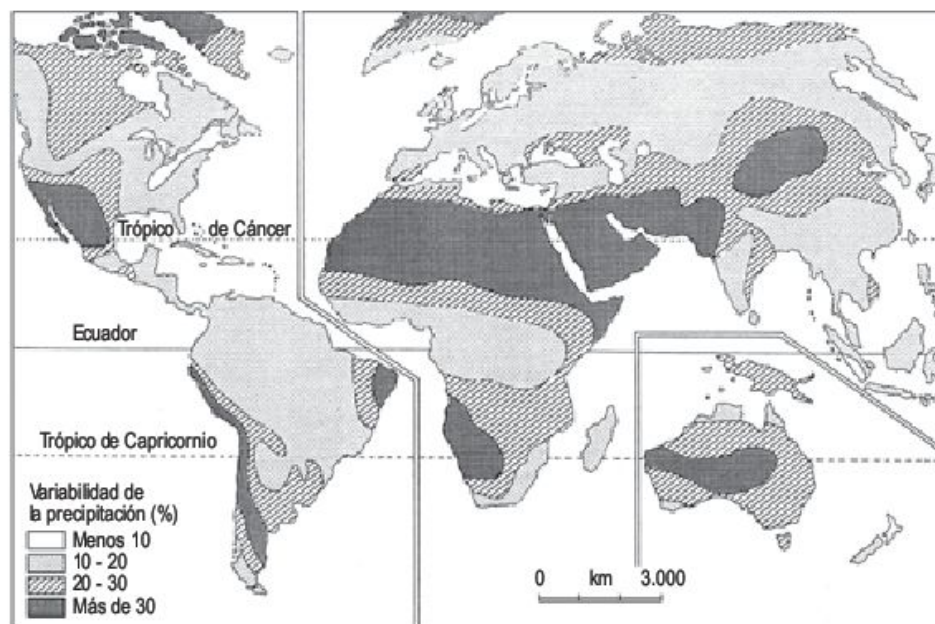 Trópico de Cáncer
Ecuador
Trópico de Capricornio
Variabilidad de
la precipitación (%)
Menos 10
10 - 20
20 - 30
Más de 30
0 km 3.000